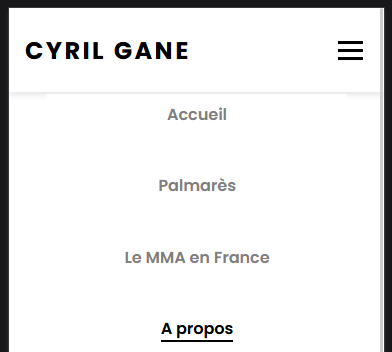 CYRIL GANE
Accueil
Palmarès
Le MMA en France
A propos